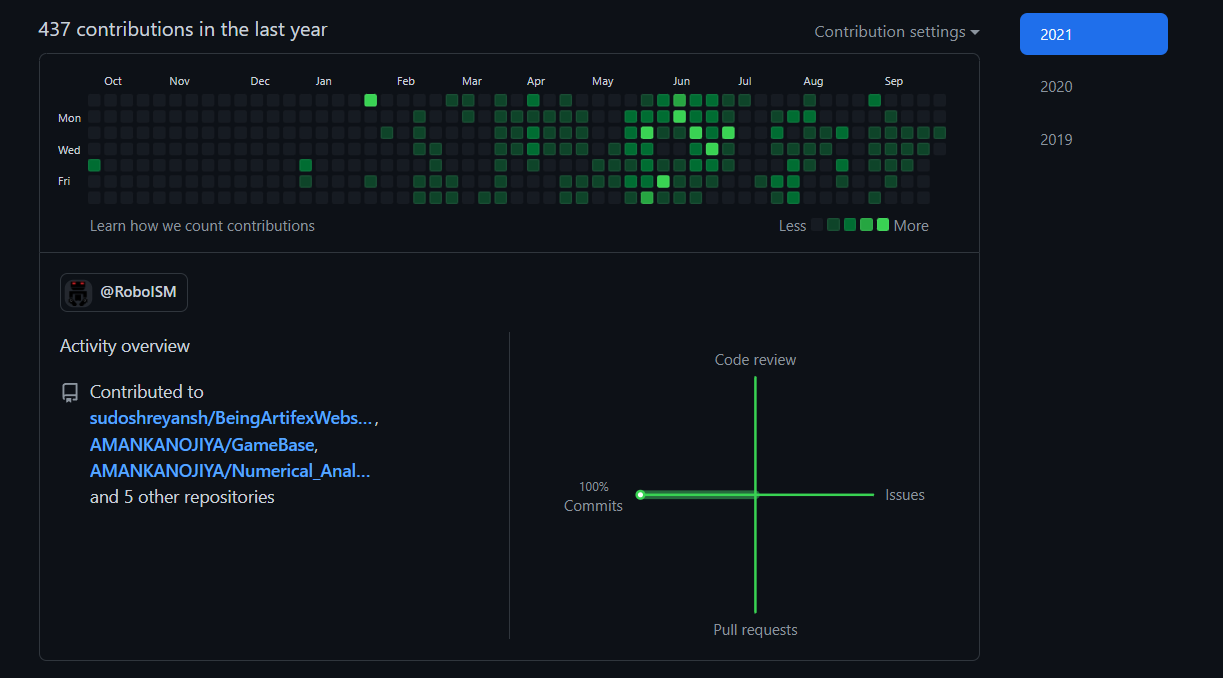 437 contributions in the last year
Contribution settings
2021
2020
2019
Oct Nov Dec Jan Feb Mar Apr May Jun Jul Aug Sep
Mon
Wed
Fri
Learn how we count contributions
Less More
@RoboISM
Activity overview
Contributed to
sudoshreyansh/BeingArtifexWebs…,
AMANKANOJIYA/GameBase,
AMANKANOJIYA/Numerical_Anal…
and 5 other repositories
Code review
100%
Commits
Issues
Pull requests